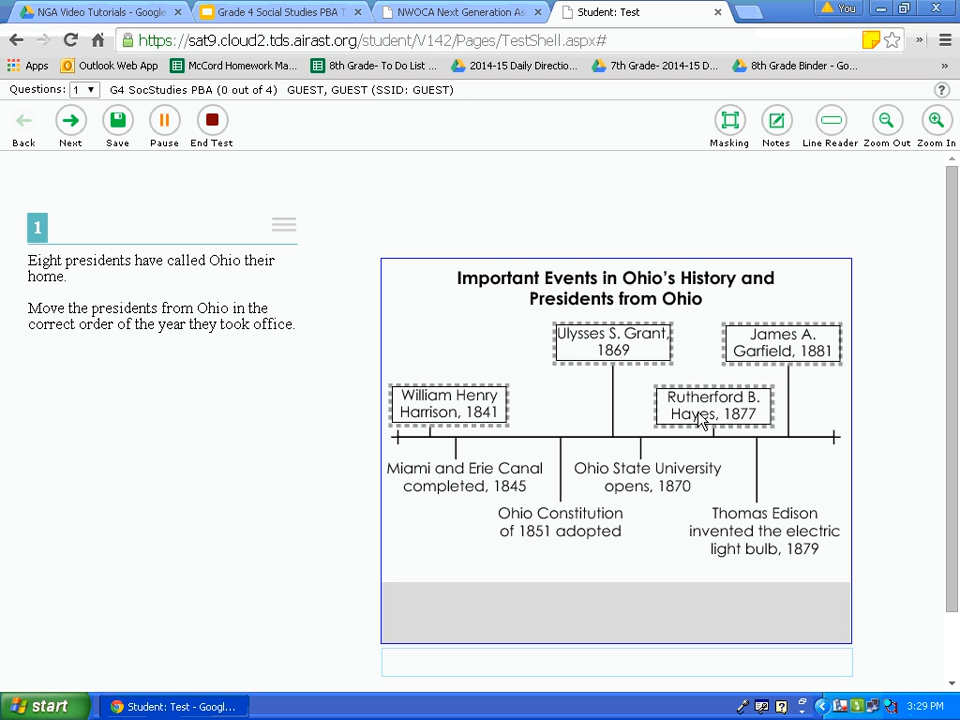 NGA Video Tutorials - Google
Grade 4 Social Studies PBA T
NWOCA Next Generation As
Student: Test
You
https://sat9.cloud2.tds.airast.org/student/V142/Pages/TestShell.aspx#
Apps
Outlook Web App
McCord Homework Ma...
8th Grade- To Do List ...
2014-15 Daily Directio...
7th Grade- 2014-15 D...
8th Grade Binder - Go...
Questions: 1
G4 SocStudies PBA (0 out of 4)
GUEST, GUEST (SSID: GUEST)
Back
Next
Save
Pause
End Test
Masking
Notes
Line Reader
Zoom Out
Zoom In
1
Eight presidents have called Ohio their
home.
Move the presidents from Ohio in the
correct order of the year they took office.
Important Events in Ohio's History and
Presidents from Ohio
Ulysses S. Grant,
1869
James A.
Garfield, 1881
William Henry
Harrison, 1841
Rutherford B.
Hayes, 1877
Miami and Erie Canal
completed, 1845
Ohio State University
opens, 1870
Ohio Constitution
of 1851 adopted
Thomas Edison
invented the electric
light bulb, 1879
start
Student: Test - Googl...
3:29 PM